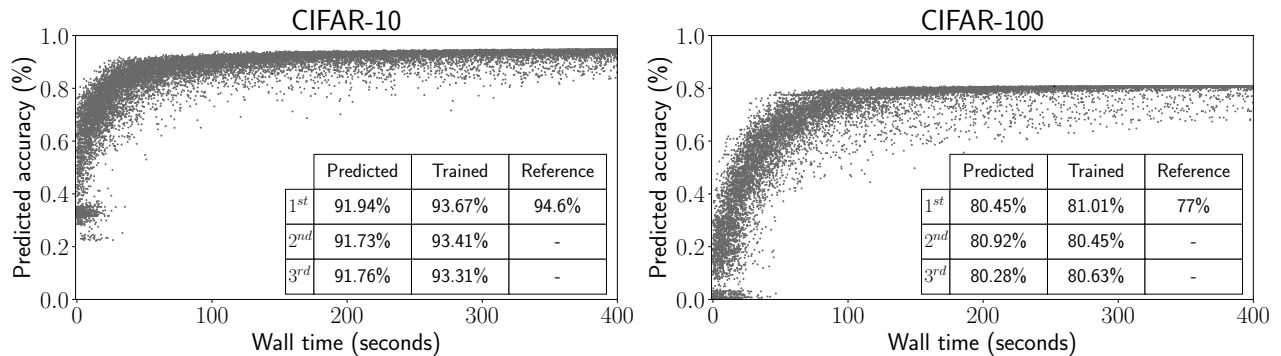 CIFAR-10
Predicted accuracy (%)
1.0
0.8
0.6
0.4
0.2
0.0
Predicted Trained Reference
1st 91.94% 93.67% 94.6%
2nd 91.73% 93.41% -
3rd 91.76% 93.31% -
0 100 200 300 400
Wall time (seconds)
CIFAR-100
Predicted accuracy (%)
1.0
0.8
0.6
0.4
0.2
0.0
Predicted Trained Reference
1st 80.45% 81.01% 77%
2nd 80.92% 80.45% -
3rd 80.28% 80.63% -
0 100 200 300 400
Wall time (seconds)